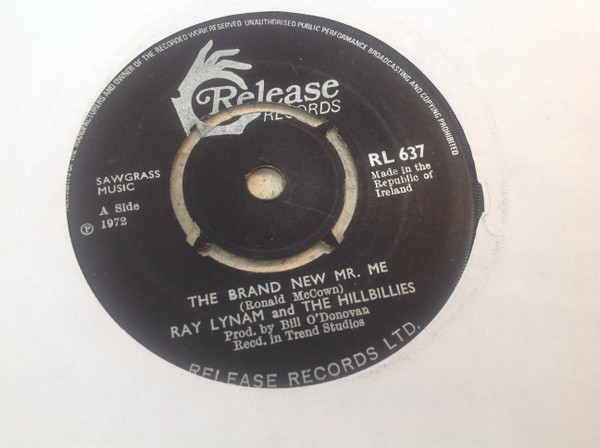 MANUFACTURERS AND OWNER OF THE RECORDED WORK RESERVED UNAUTHORISED PUBLIC PERFORMANCE BROADCASTING AND COPYING PROHIBITED
Release
RECORDS
RL 637
Made in the
Republic of
Ireland
SAWGRASS
MUSIC
A Side
℗ 1972
THE BRAND NEW MR. ME
(Ronald McCown)
RAY LYNAM and THE HILLBILLIES
Prod. by Bill O'Donovan
Recd. in Trend Studios
RELEASE RECORDS LTD.